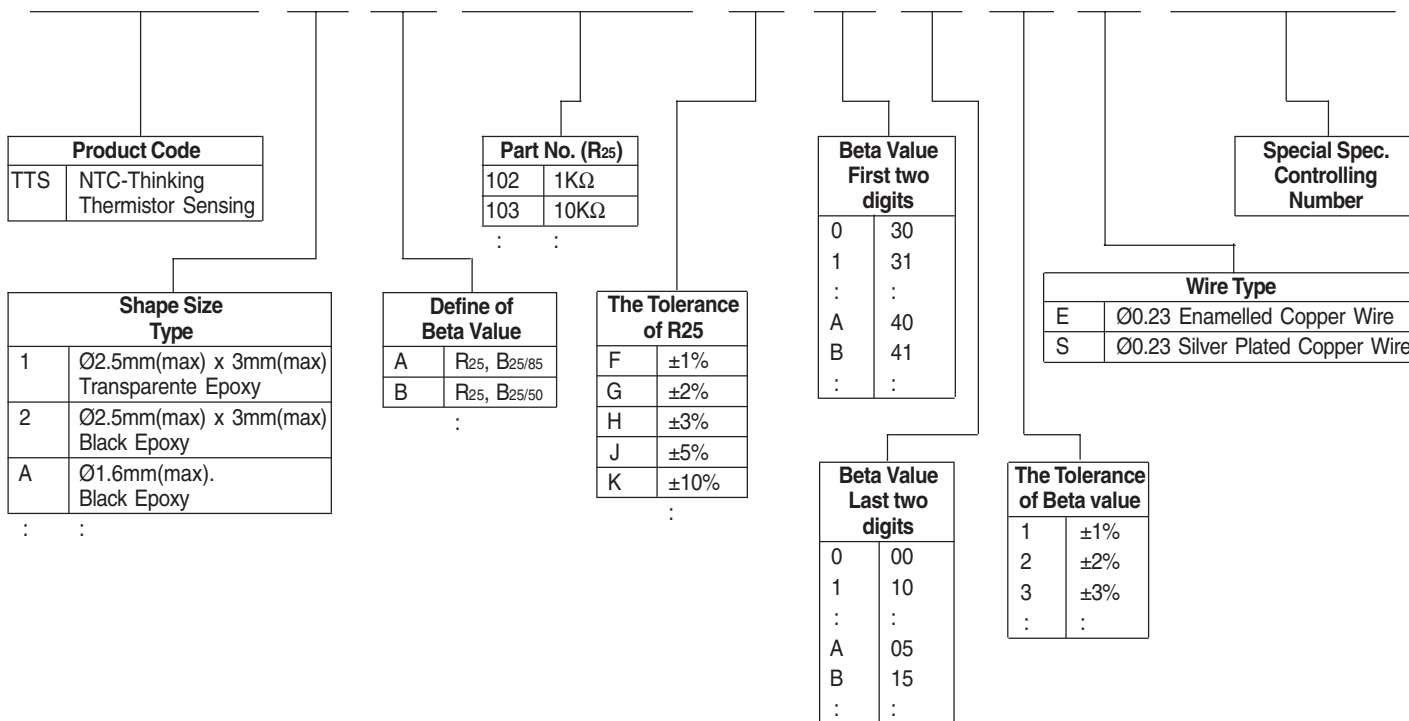 Product Code
TTS NTC-Thinking
Thermistor Sensing
Part No. (R25)
102 1KΩ
103 10KΩ
: :
Beta Value
First two
digits
0 30
1 31
: :
A 40
B 41
: :
Special Spec.
Controlling
Number
Shape Size
Type
1 Ø2.5mm(max) x 3mm(max)
Transparente Epoxy
2 Ø2.5mm(max) x 3mm(max)
Black Epoxy
A Ø1.6mm(max).
Black Epoxy
: :
Define of
Beta Value
A R25, B25/85
B R25, B25/50
:
The Tolerance
of R25
F ±1%
G ±2%
H ±3%
J ±5%
K ±10%
:
Wire Type
E Ø0.23 Enamelled Copper Wire
S Ø0.23 Silver Plated Copper Wire
Beta Value
Last two
digits
0 00
1 10
: :
A 05
B 15
: :
The Tolerance
of Beta value
1 ±1%
2 ±2%
3 ±3%
: :